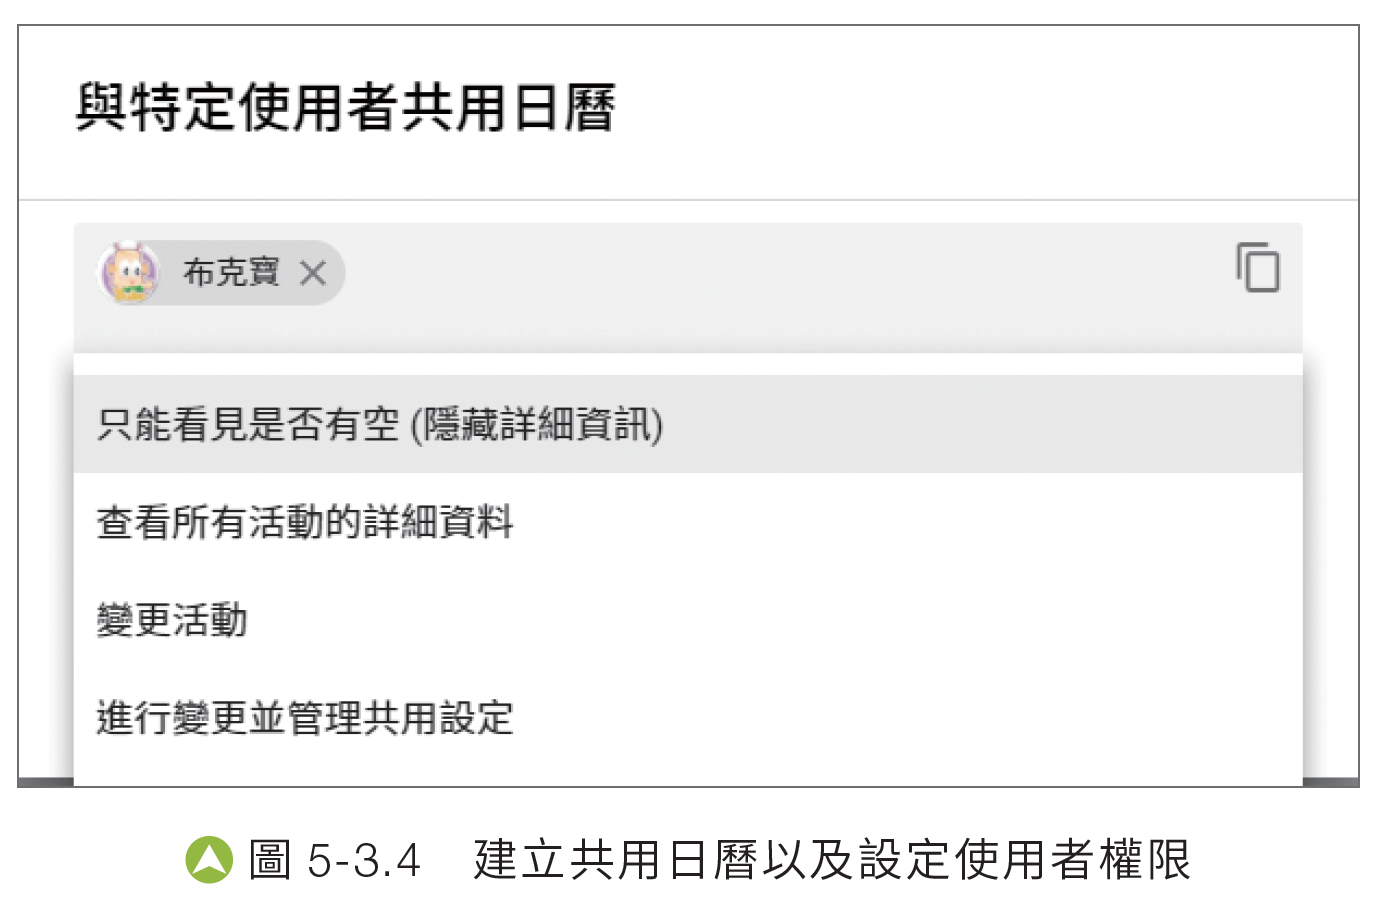 與特定使用者共用日曆
布克寶
只能看見是否有空 (隱藏詳細資訊)
查看所有活動的詳細資料
變更活動
進行變更並管理共用設定
圖 5-3.4 建立共用日曆以及設定使用者權限